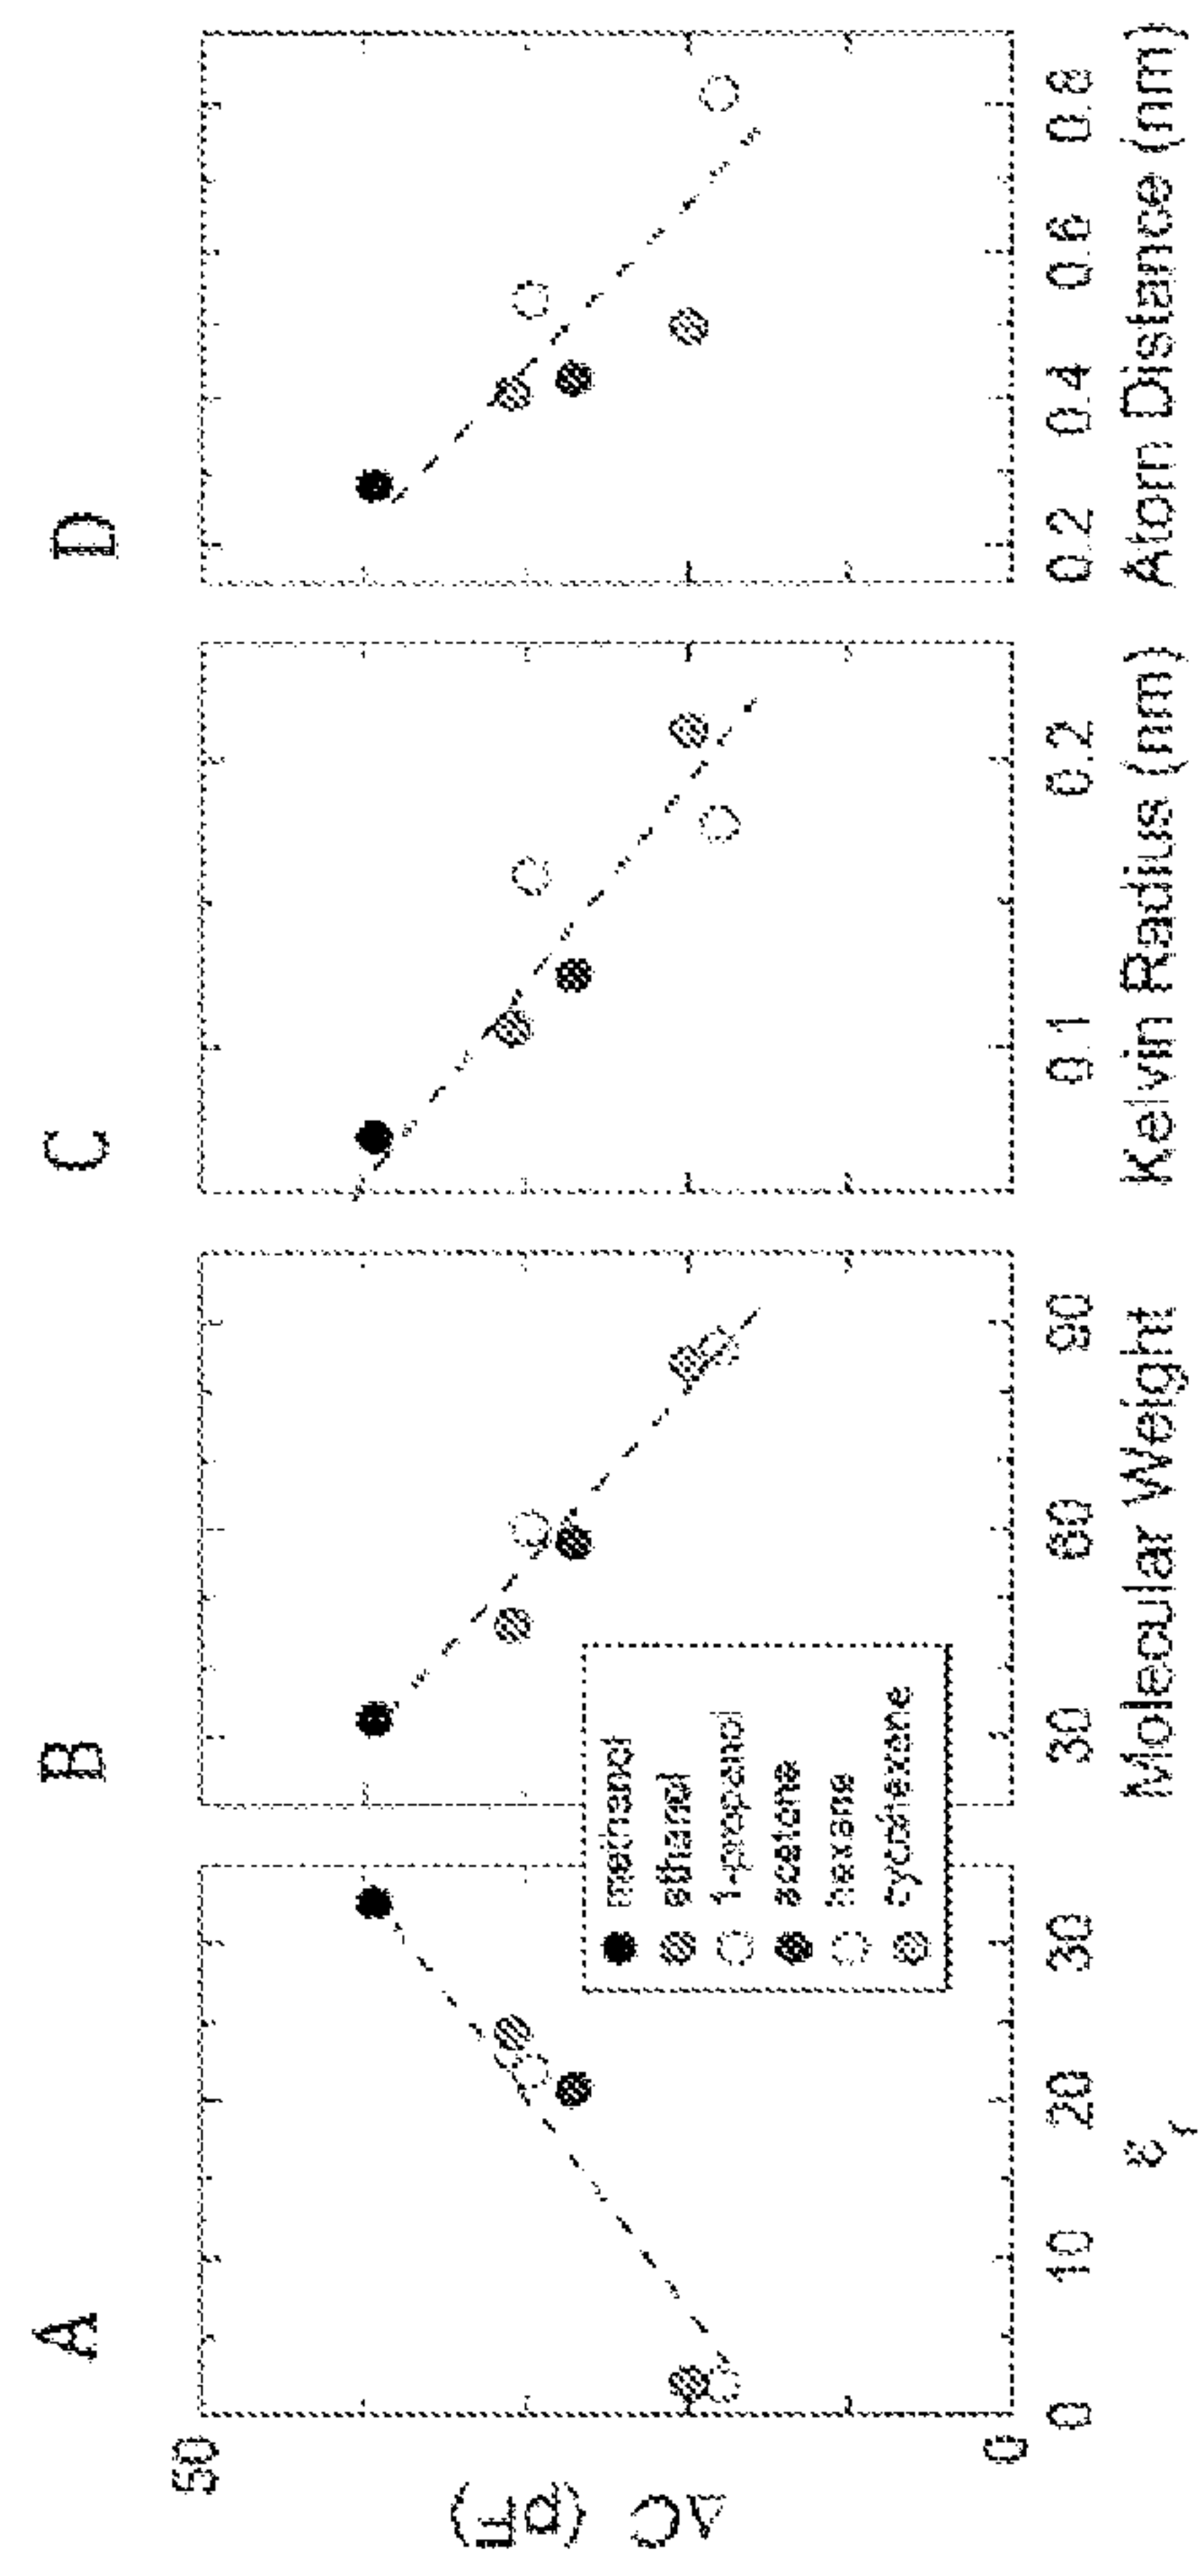 A B C D
50
0
ΔC (pF)
methanol
ethanol
1-propanol
acetone
hexane
cyclohexane
0 10 20 30
εr
30 60 90
Molecular Weight
0.1 0.2
Kelvin Radius (nm)
0.2 0.4 0.6 0.8
Atom Distance (nm)